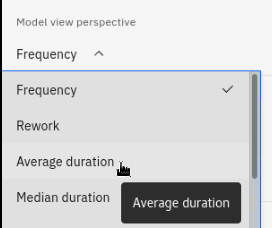 Model view perspective
Frequency
Frequency
Rework
Average duration
Median duration
Average duration